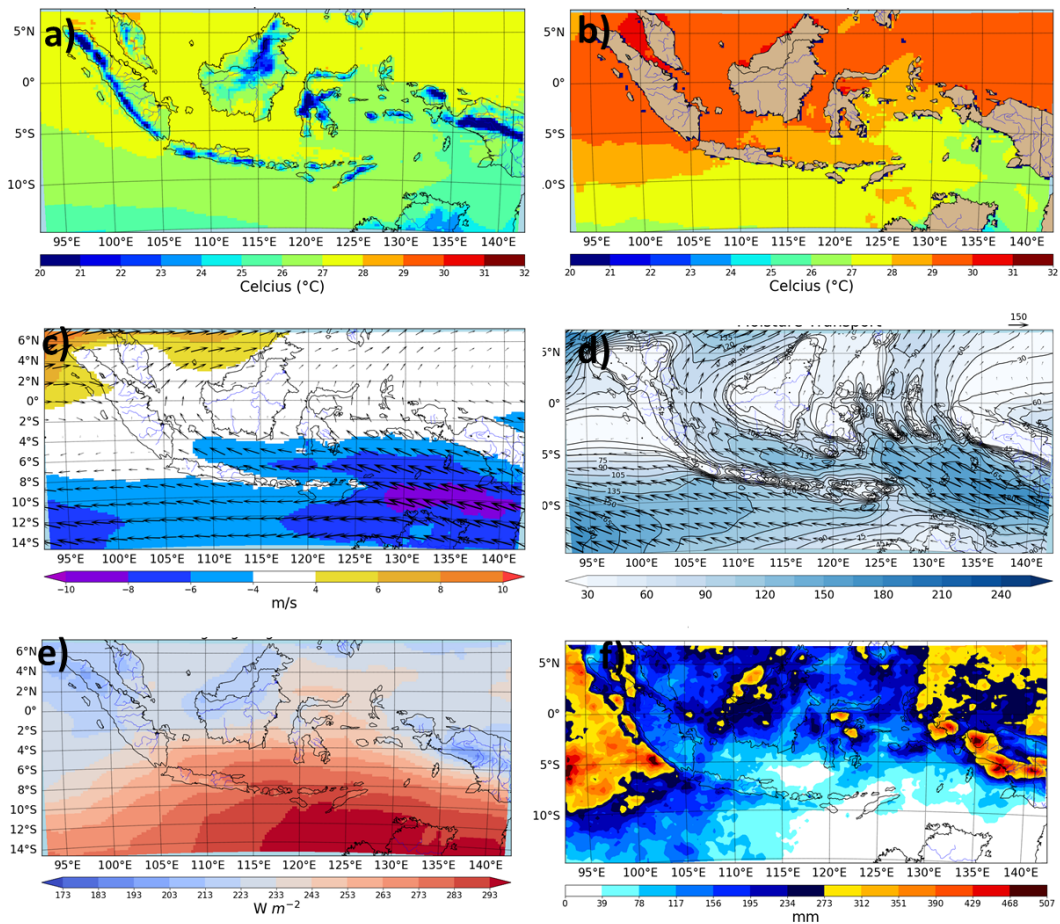 a)
b)
5°N
0°
5°S
10°S
95°E 100°E 105°E 110°E 115°E 120°E 125°E 130°E 135°E 140°E
20 21 22 23 24 25 26 27 28 29 30 31 32
Celcius (°C)
5°N
0°
5°S
.0°S
95°E 100°E 105°E 110°E 115°E 120°E 125°E 130°E 135°E 140°E
20 21 22 23 24 25 26 27 28 29 30 31 32
Celcius (°C)
c)
6°N
4°N
2°N
0°
2°S
4°S
6°S
8°S
10°S
12°S
14°S
95°E 100°E 105°E 110°E 115°E 120°E 125°E 130°E 135°E 140°E
−10 −8 −6 −4 4 6 8 10
m/s
150
d)
5°N
0°
5°S
0°S
95°E 100°E 105°E 110°E 115°E 120°E 125°E 130°E 135°E 140°E
30 60 90 120 150 180 210 240
e)
6°N
4°N
2°N
0°
2°S
4°S
6°S
8°S
10°S
12°S
14°S
95°E 100°E 105°E 110°E 115°E 120°E 125°E 130°E 135°E 140°E
173 183 193 203 213 223 233 243 253 263 273 283 293
W m⁻²
f)
5°N
0°
5°S
10°S
95°E 100°E 105°E 110°E 115°E 120°E 125°E 130°E 135°E 140°E
0 39 78 117 156 195 234 273 312 351 390 429 468 507
mm